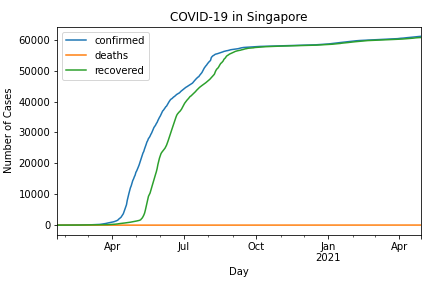 COVID-19 in Singapore
confirmed
deaths
recovered
Number of Cases
60000
50000
40000
30000
20000
10000
0
Apr
Jul
Oct
Jan
2021
Apr
Day